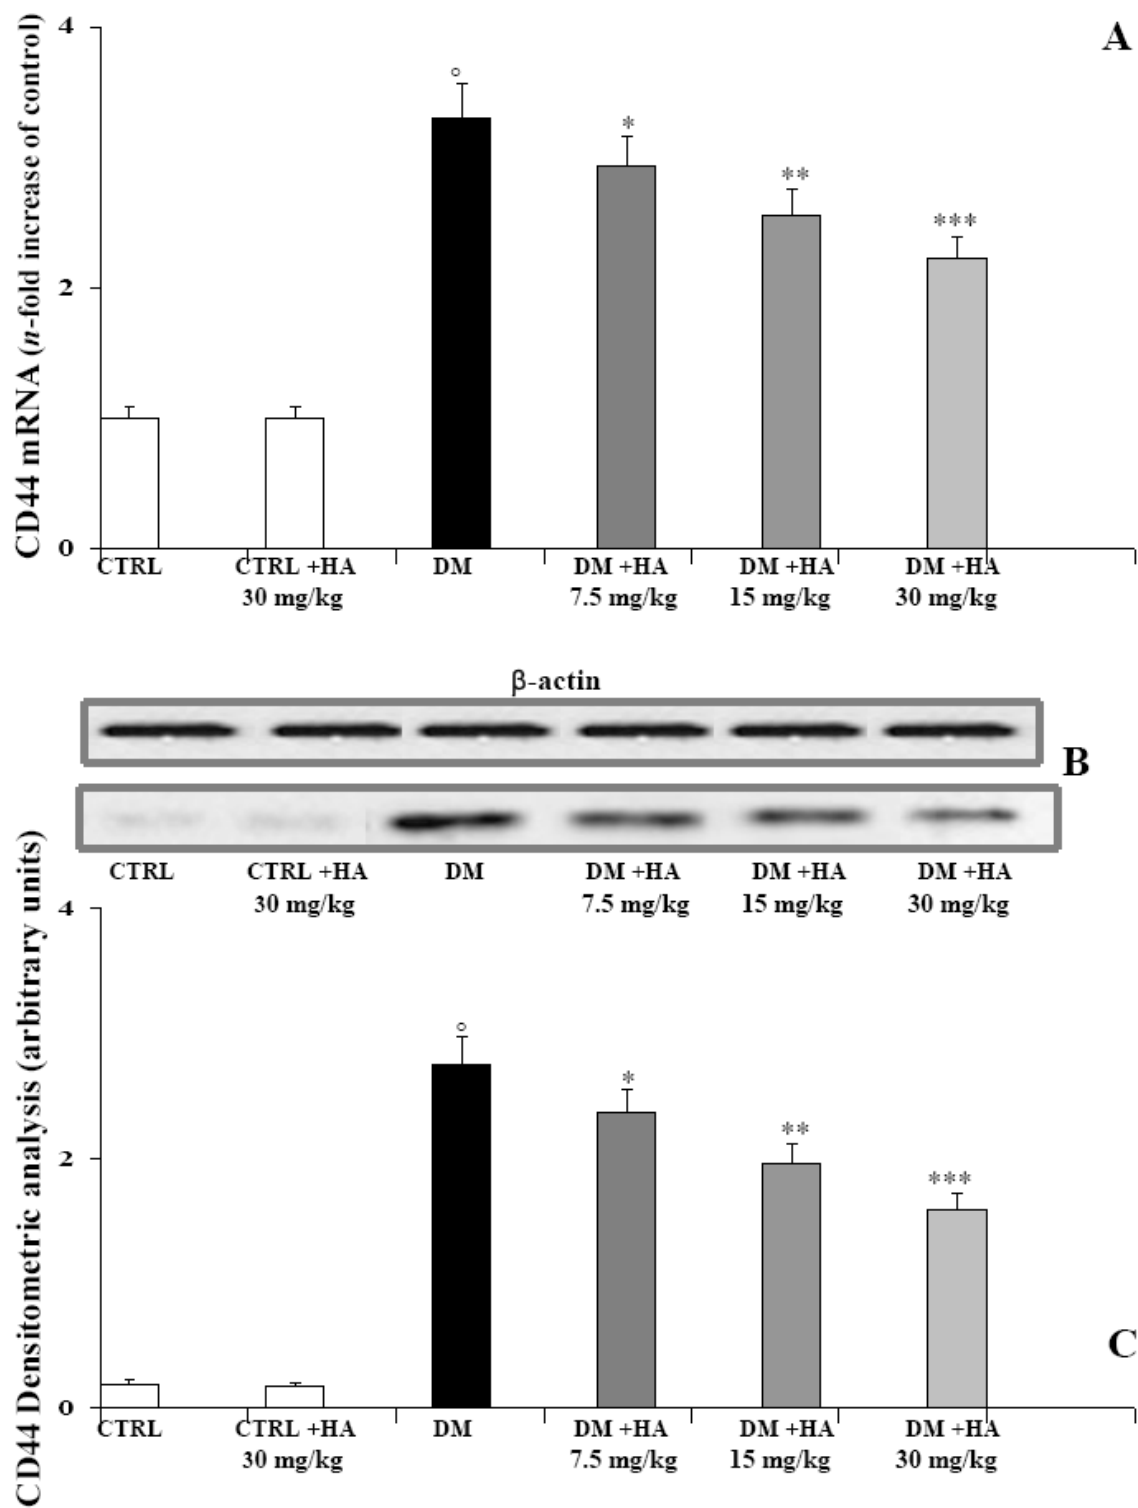 A
CD44 mRNA (n-fold increase of control)
4
2
0
°
*
**
***
CTRL
CTRL +HA
30 mg/kg
DM
DM +HA
7.5 mg/kg
DM +HA
15 mg/kg
DM +HA
30 mg/kg
β-actin
B
CTRL
CTRL +HA
30 mg/kg
DM
DM +HA
7.5 mg/kg
DM +HA
15 mg/kg
DM +HA
30 mg/kg
CD44 Densitometric analysis (arbitrary units)
4
2
0
°
*
**
***
C
CTRL
CTRL +HA
30 mg/kg
DM
DM +HA
7.5 mg/kg
DM +HA
15 mg/kg
DM +HA
30 mg/kg